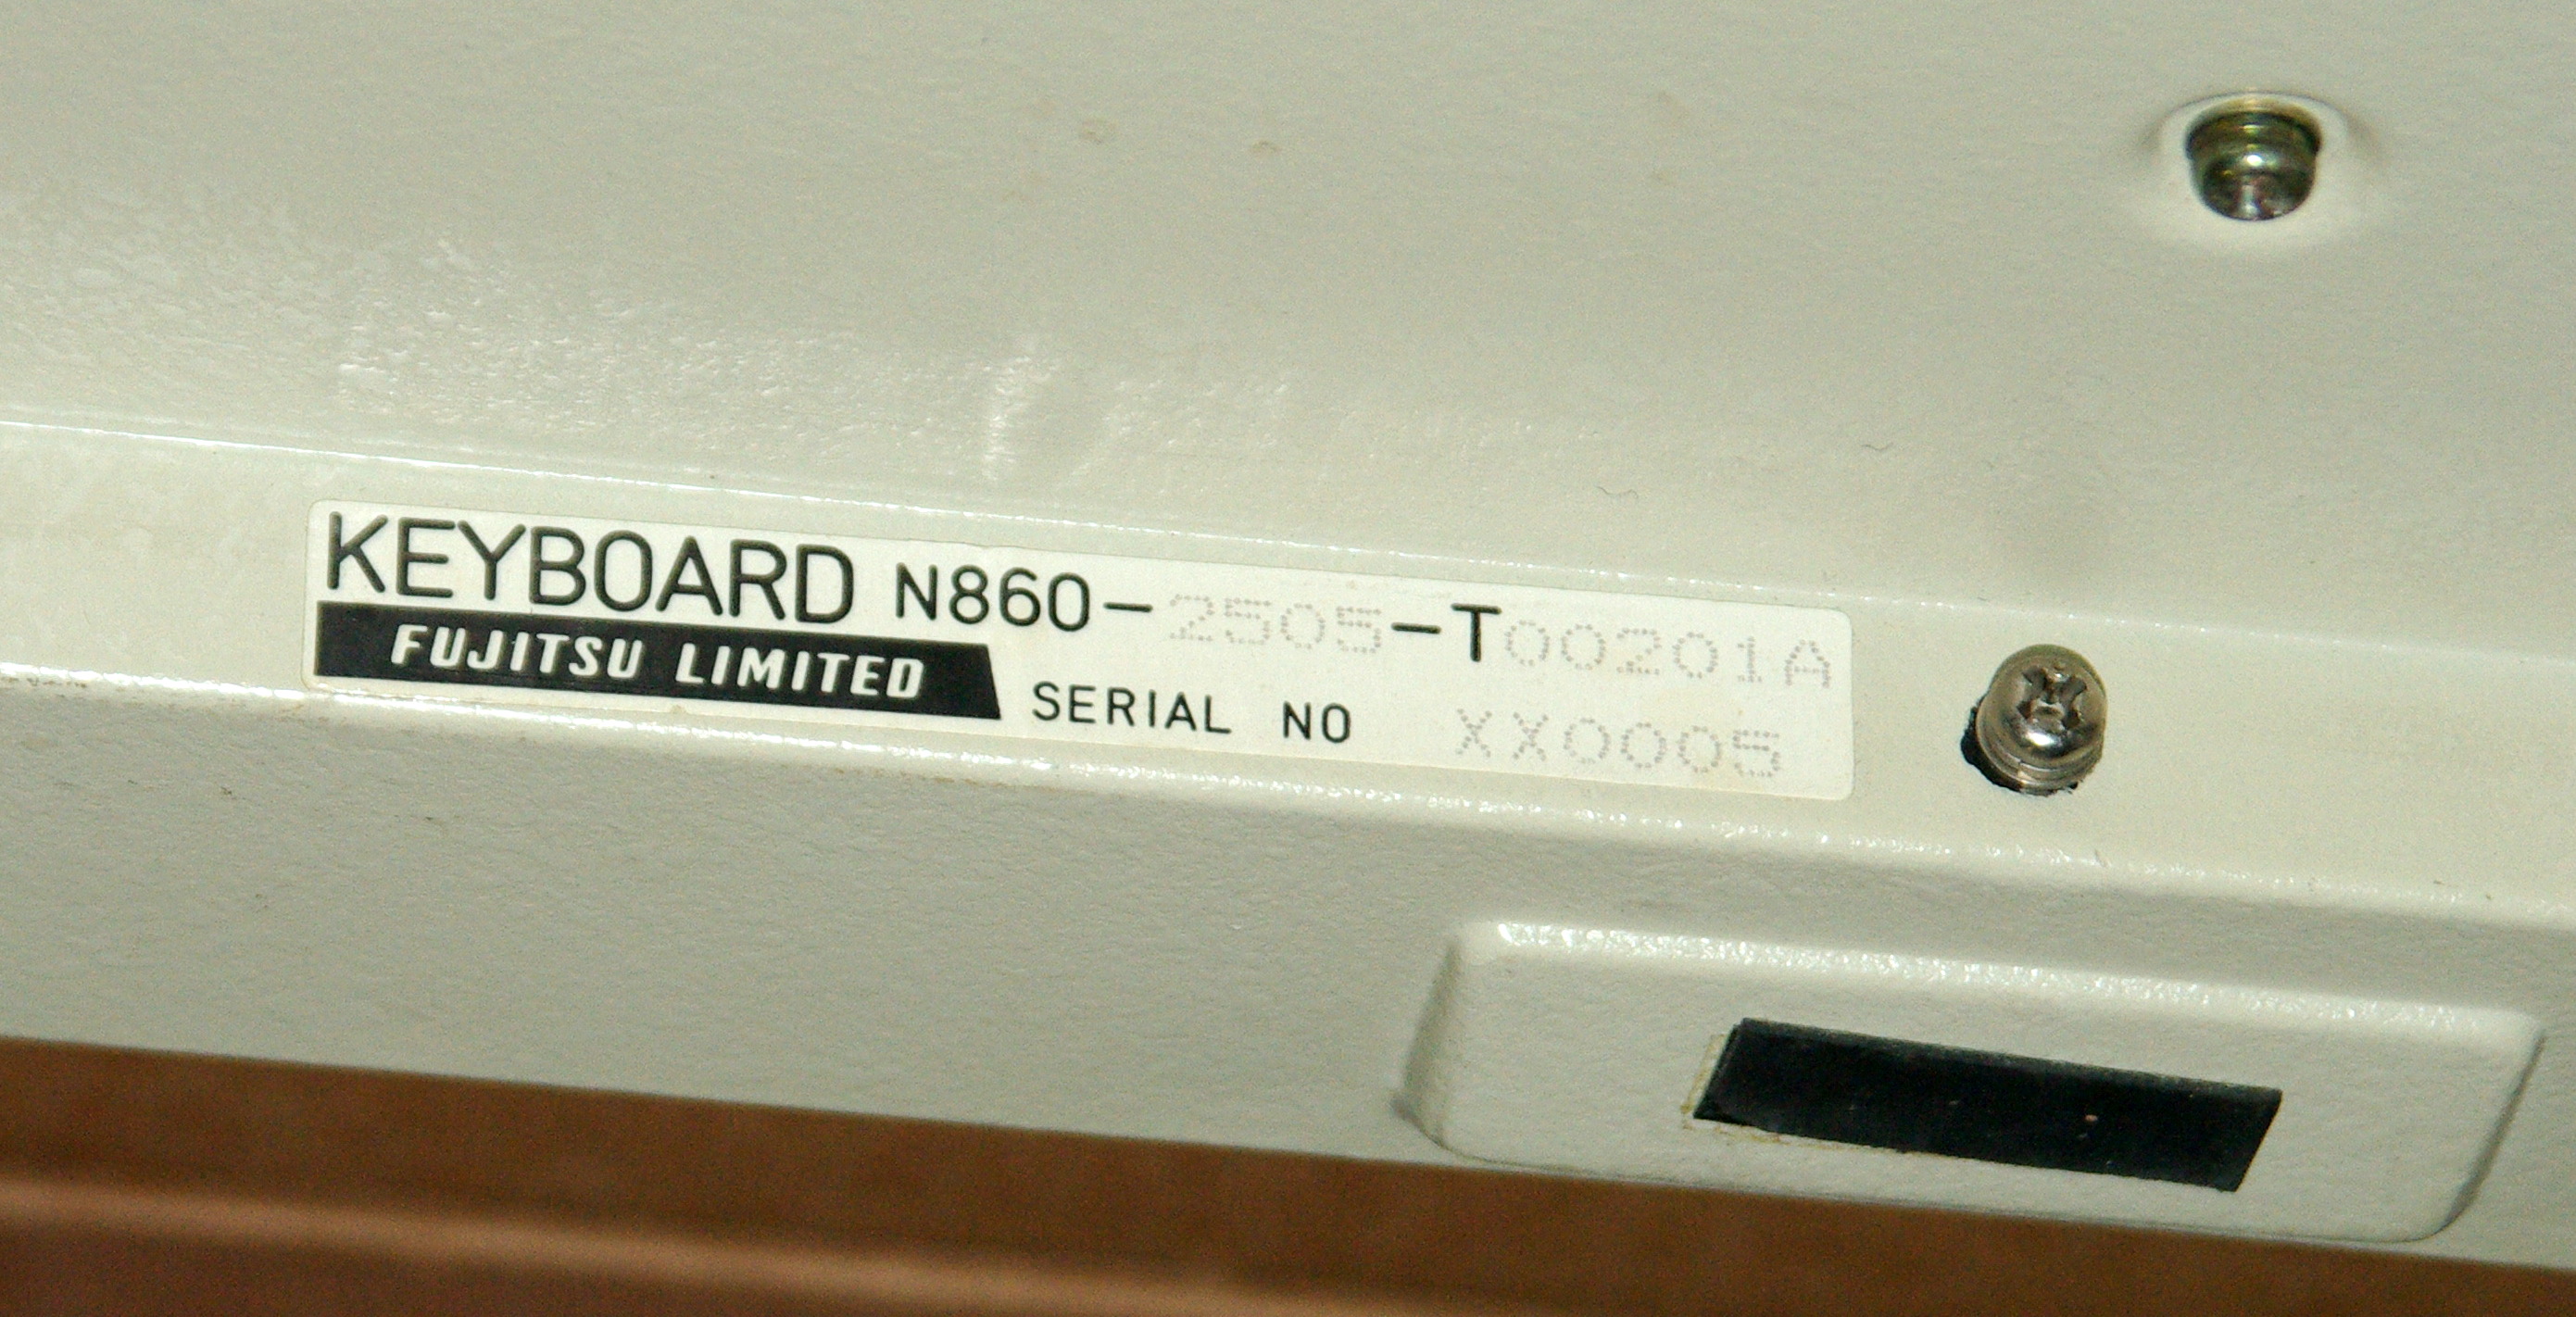 KEYBOARD N860-2505-T00201A
FUJITSU LIMITED
SERIAL NO XX0005